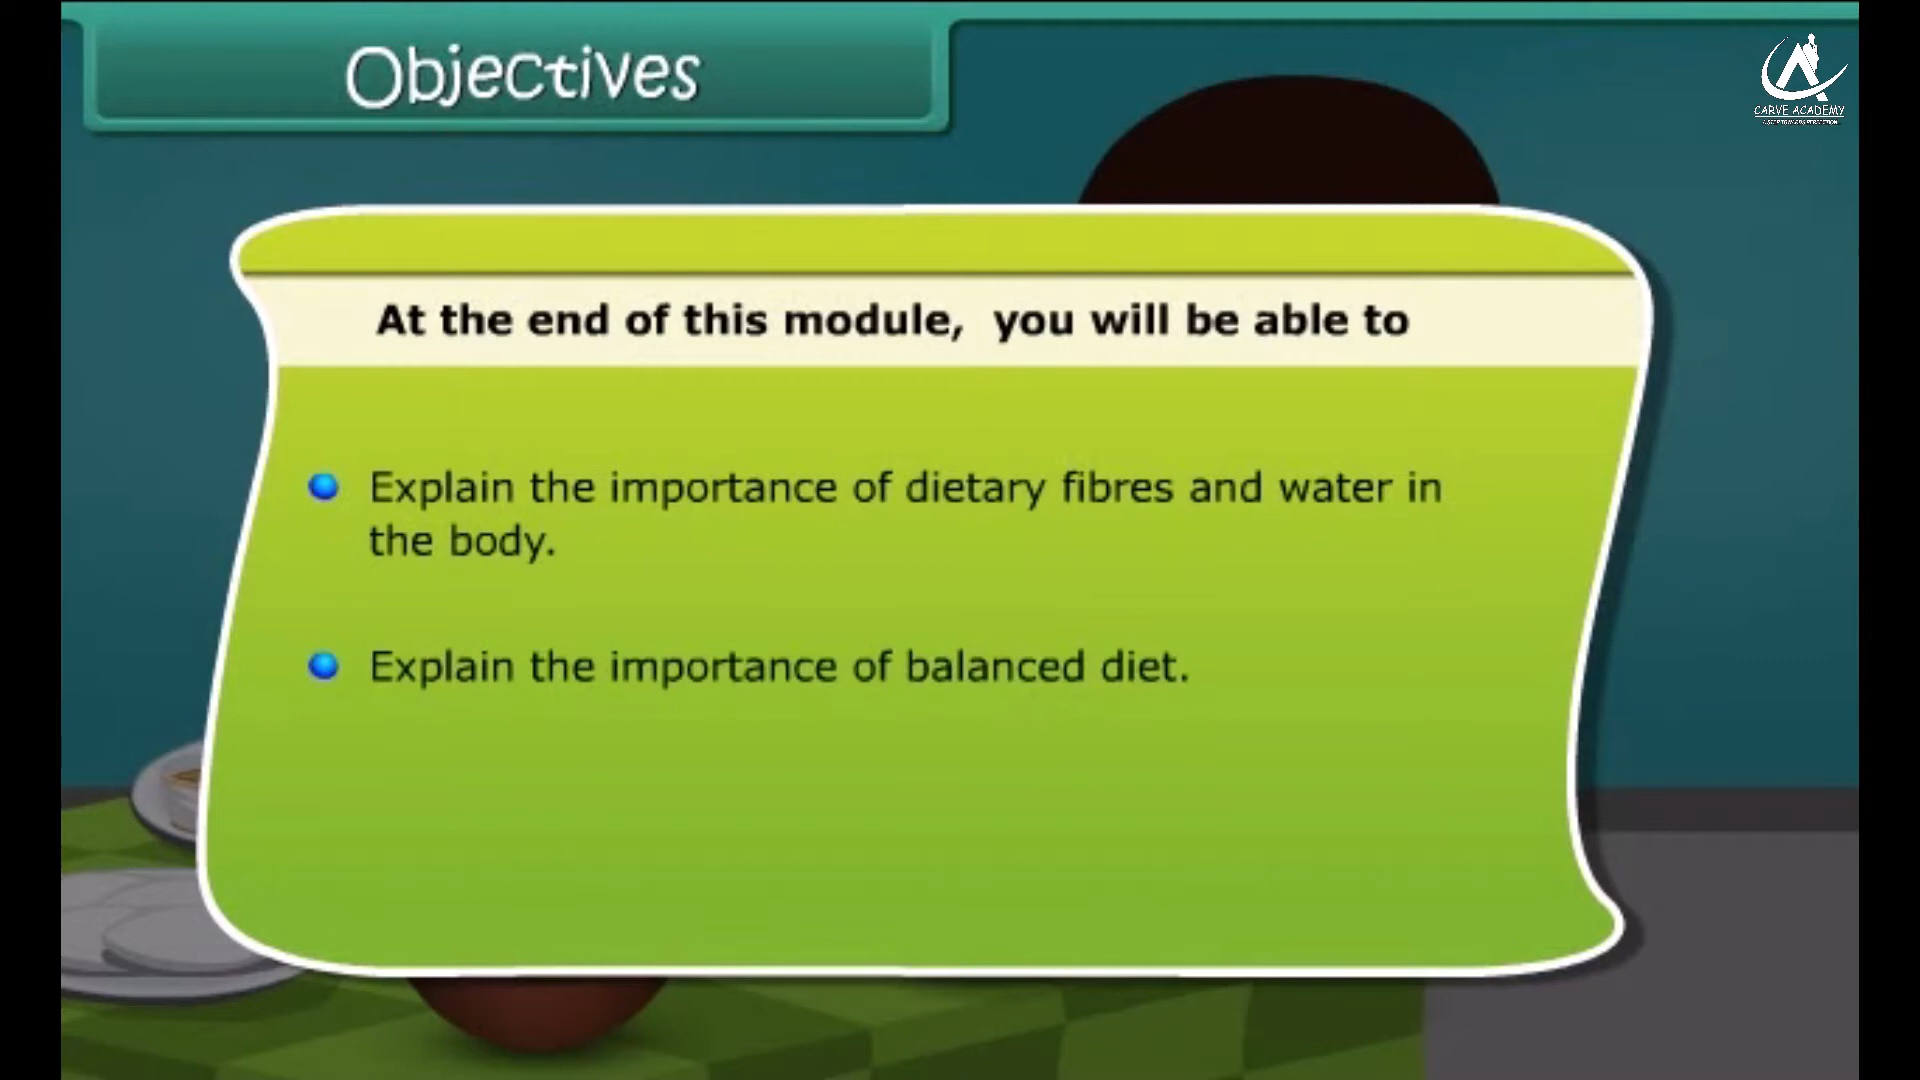 Objectives
CARVE ACADEMY
At the end of this module, you will be able to
Explain the importance of dietary fibres and water in
the body.
Explain the importance of balanced diet.